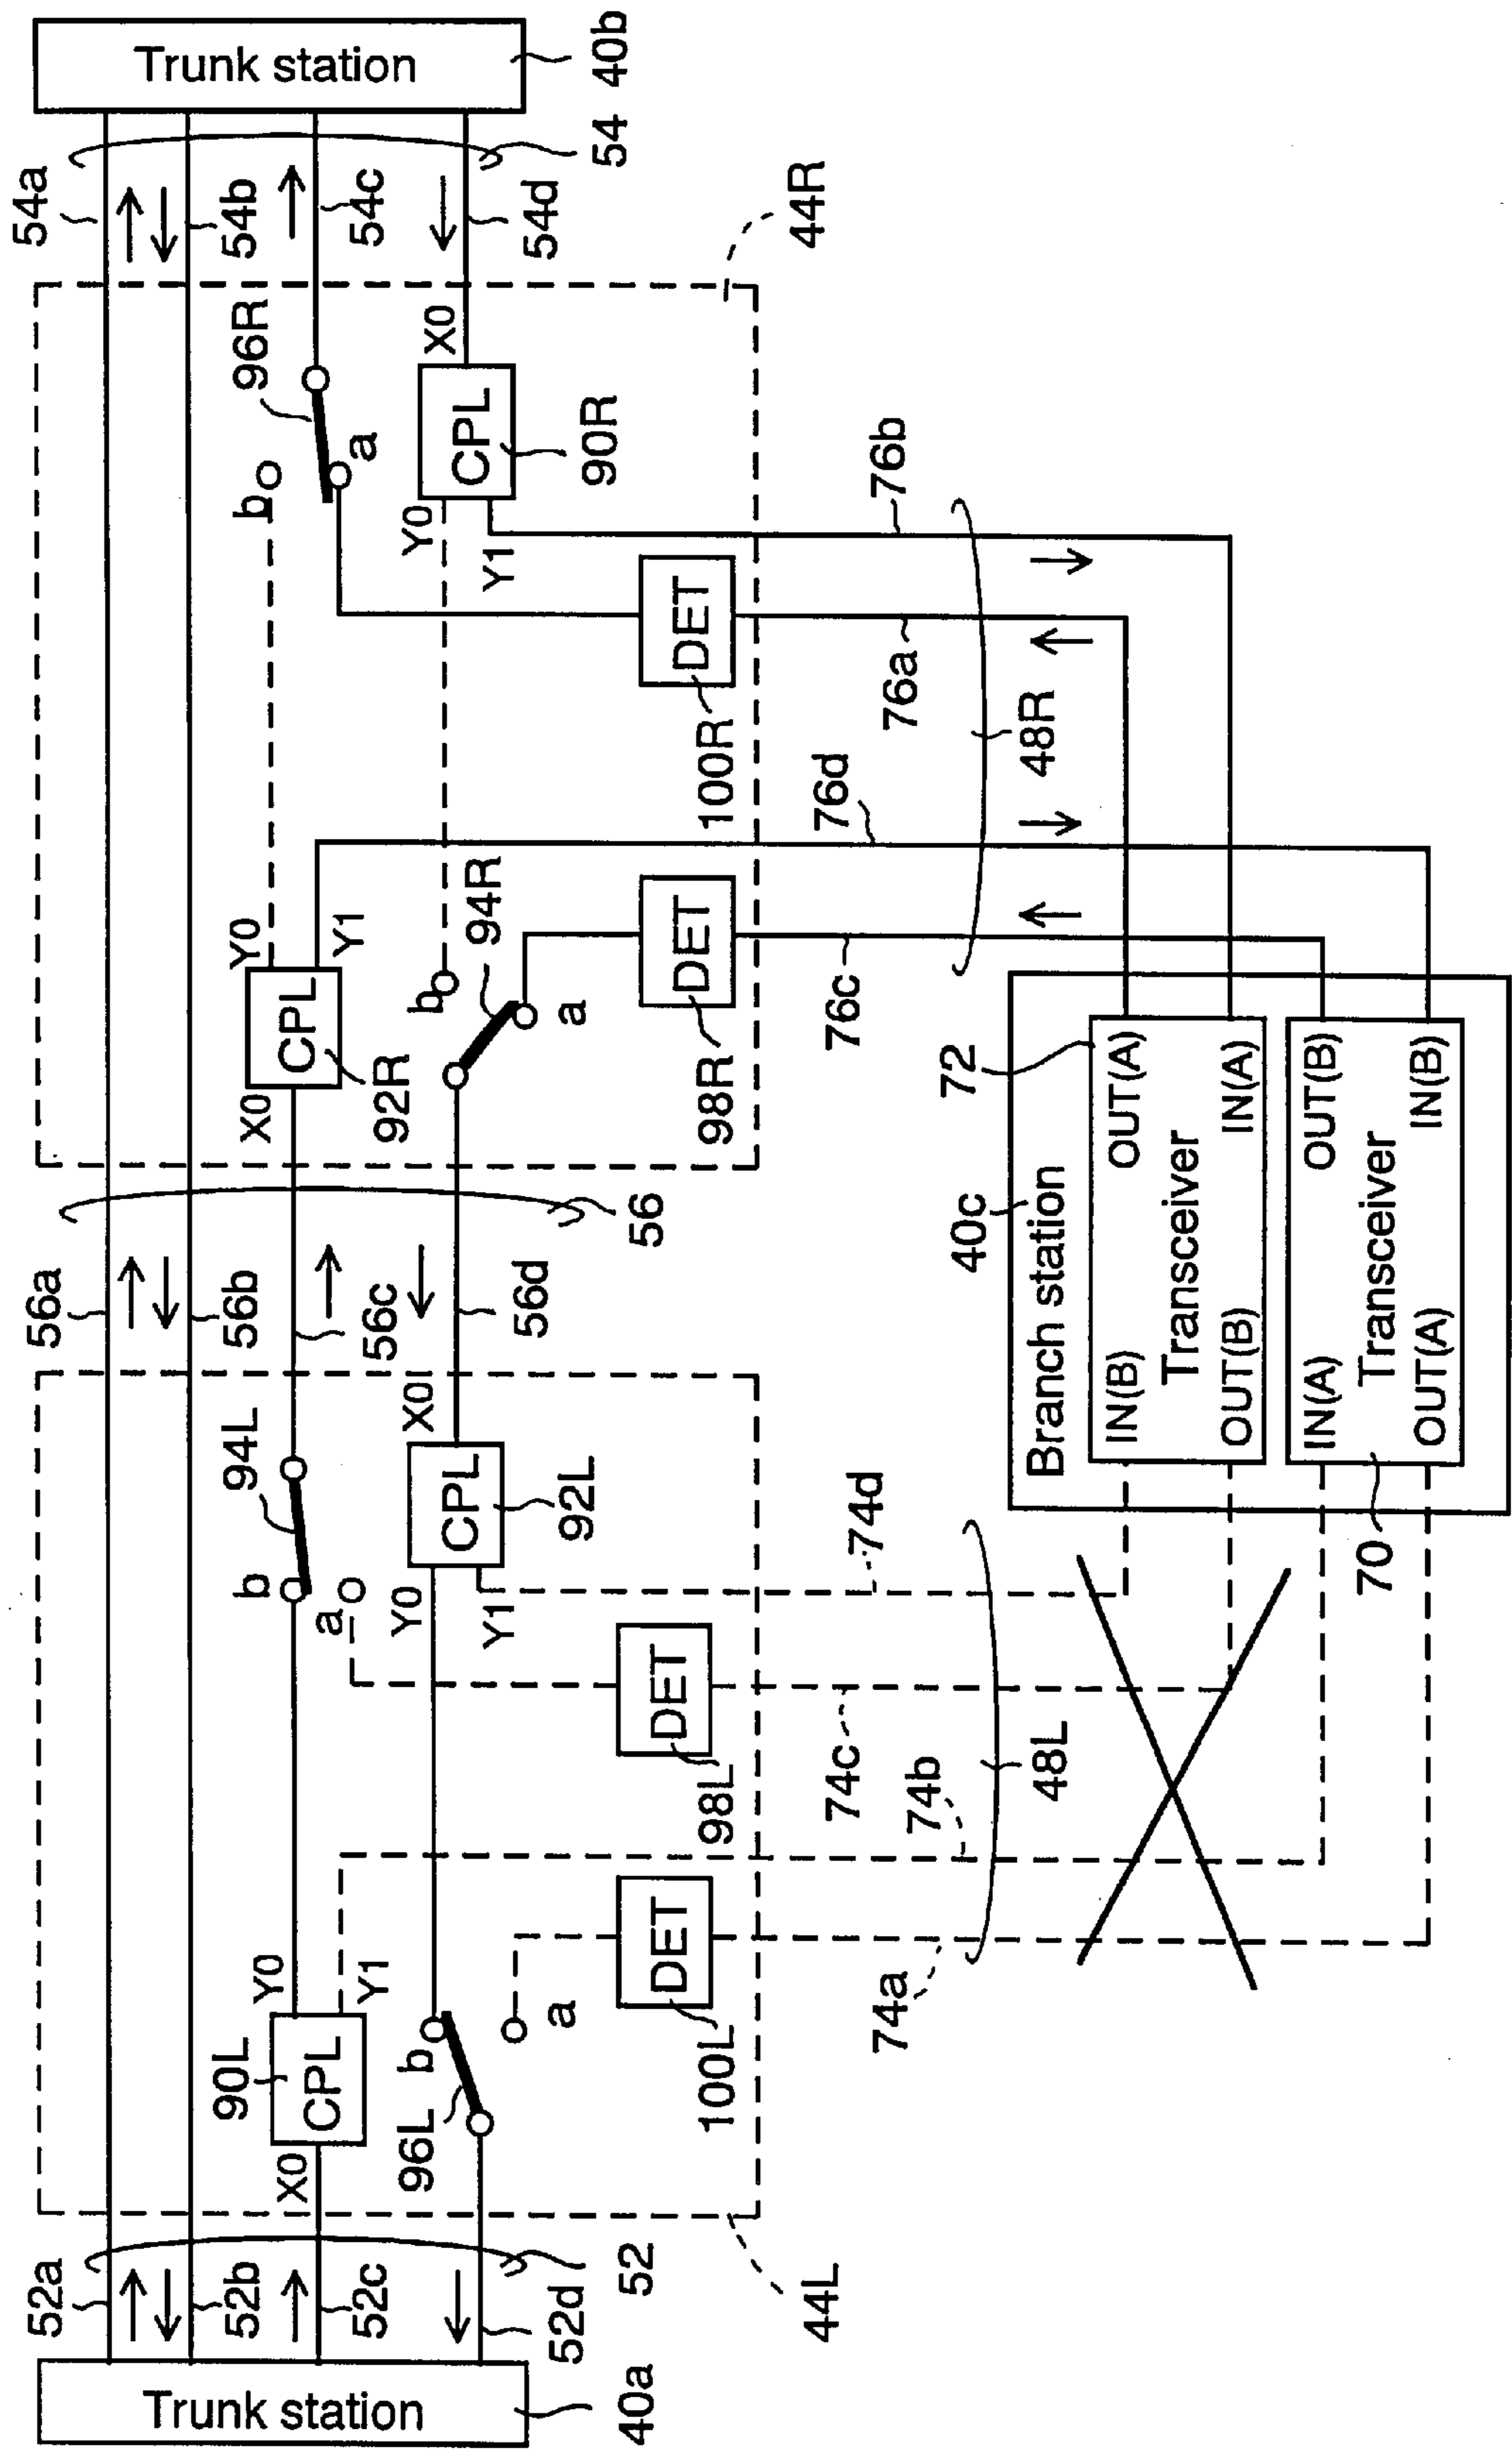 Trunk station
40a
52a
52b
52c
52d
52
44L
X0
90L
CPL
Y0
Y1
96L
b
a
100L
DET
98L
DET
b
a
94L
Y0
Y1
CPL
92L
X0
56a
56b
56c
56d
56
X0
92R
CPL
Y0
Y1
94R
b
a
98R
DET
100R
DET
96R
b
a
Y0
Y1
CPL
90R
X0
44R
54a
54b
54c
54d
54
Trunk station
40b
74a
74b
74c
74d
48L
76a
76b
76c
76d
48R
40c
Branch station
72
IN(B)
OUT(A)
Transceiver
OUT(B)
IN(A)
70
IN(A)
OUT(B)
Transceiver
OUT(A)
IN(B)